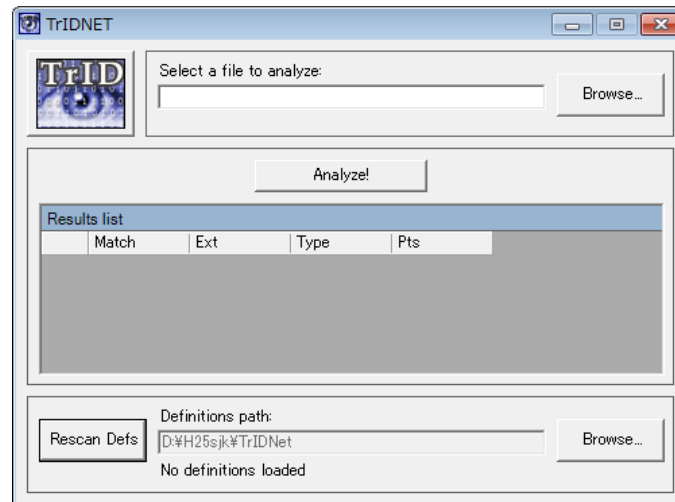 TrIDNET
TrID
Select a file to analyze:
Browse...
Analyze!
Results list
Match Ext Type Pts
Definitions path:
Rescan Defs D:¥H25sjk¥TrIDNet Browse...
No definitions loaded